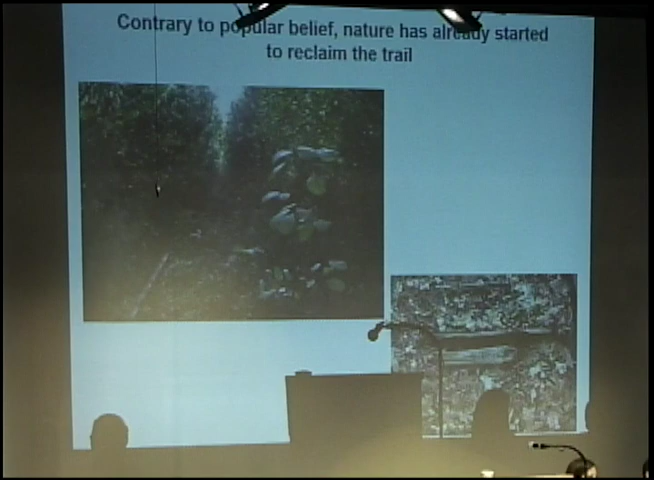 Contrary to popular belief, nature has already started
to reclaim the trail